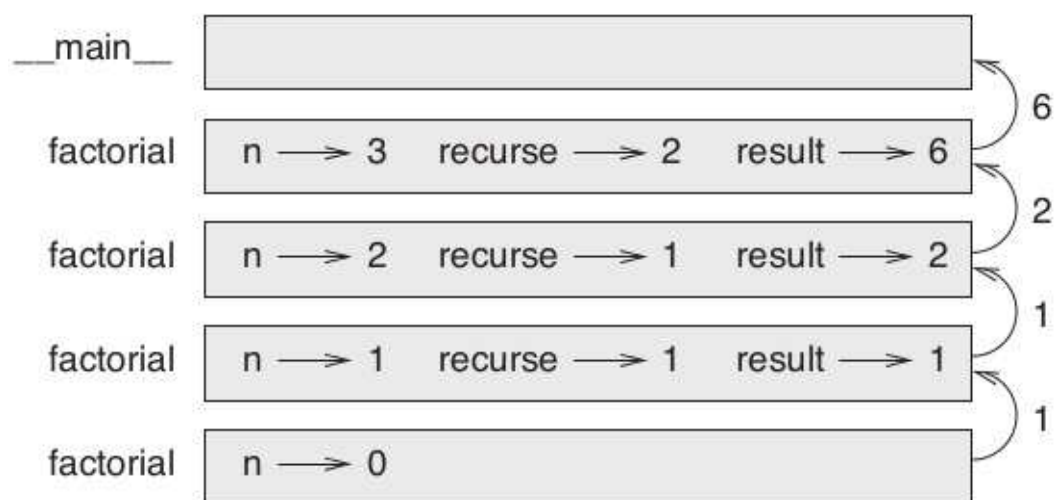 __main__
6
factorial n 3 recurse 2 result 6
2
factorial n 2 recurse 1 result 2
1
factorial n 1 recurse 1 result 1
1
factorial n 0